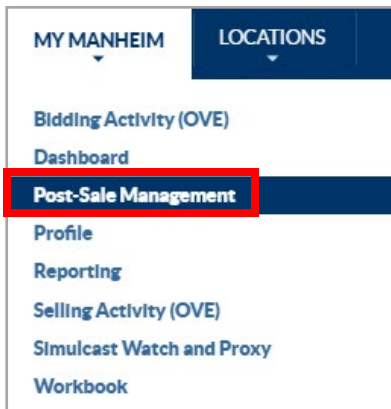 MY MANHEIM LOCATIONS
Bidding Activity (OVE)
Dashboard
Post-Sale Management
Profile
Reporting
Selling Activity (OVE)
Simulcast Watch and Proxy
Workbook